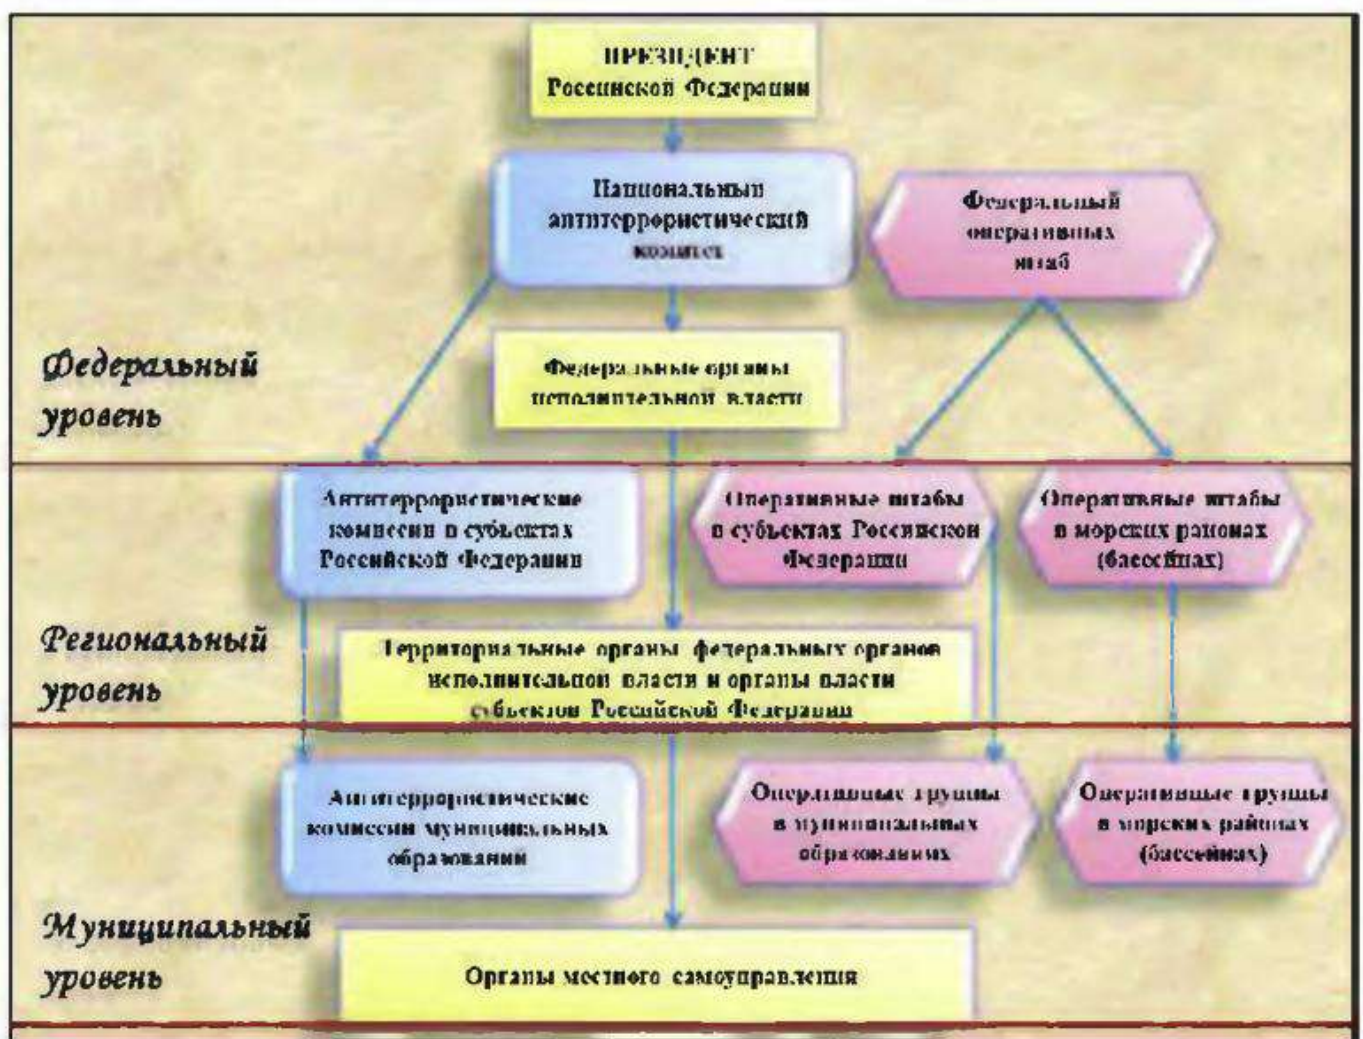 ПРЕЗИДЕНТ
Российской Федерации
Национальный
антитеррористический
комитет
Федеральный
оперативных
штаб
Федеральный
уровень
Федеральные органы
исполнительной власти
Антитеррористические
комиссии в субъектах
Российской Федерации
Оперативные штабы
в субъектах Российской
Федерации
Оперативные штабы
в морских районах
(бассейнах)
Региональный
уровень
Территориальные органы федеральных органов
исполнительной власти и органы власти
субъектов Российской Федерации
Антитеррористические
комиссии муниципальных
образований
Оперативные группы
в муниципальных
образованиях
Оперативные группы
в морских районах
(бассейнах)
Муниципальный
уровень
Органы местного самоуправления